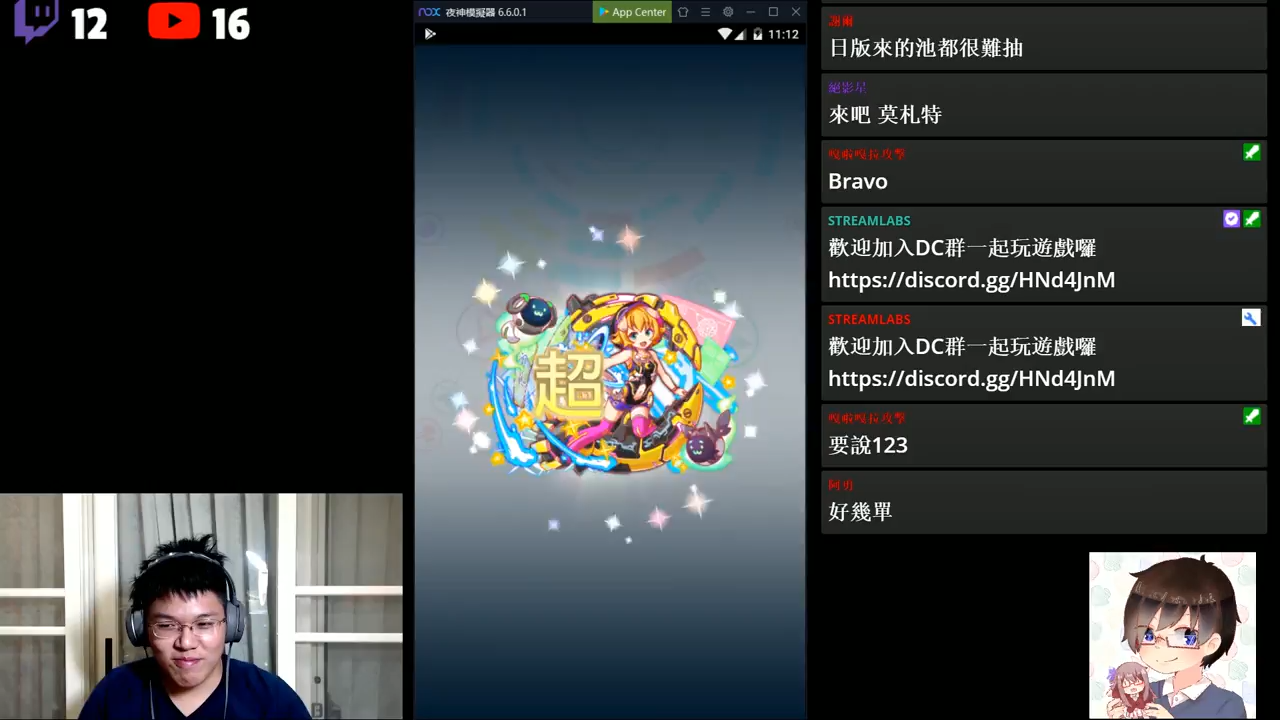 12
16
nox 夜神模擬器 6.6.0.1
App Center
11:12
超
謝爾
日版來的池都很難抽
絕影星
來吧 莫札特
嘎啦嘎拉攻擊
Bravo
STREAMLABS
歡迎加入DC群一起玩遊戲囉
https://discord.gg/HNd4JnM
STREAMLABS
歡迎加入DC群一起玩遊戲囉
https://discord.gg/HNd4JnM
嘎啦嘎拉攻擊
要說123
阿勇
好幾單